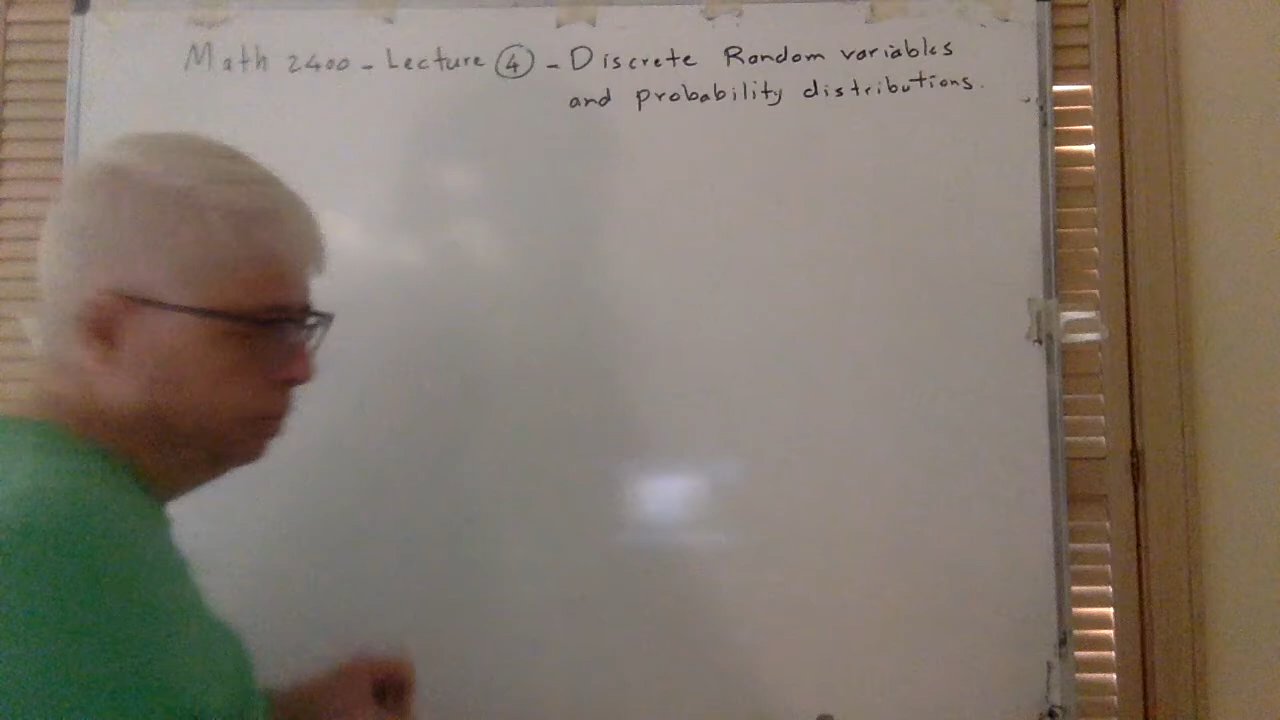 Math 2400 - Lecture ④ - Discrete Random variables
and probability distributions.